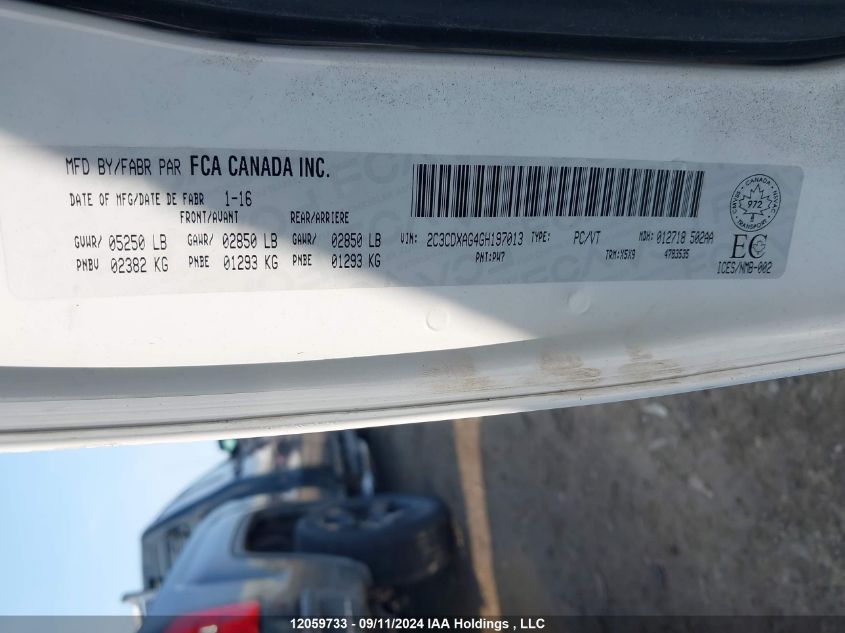 MFD BY/FABR PAR FCA CANADA INC.
DATE OF MFG/DATE DE FABR 1-16
FRONT/AVANT REAR/ARRIERE
GVWR/ 05250 LB GAWR/ 02850 LB GAWR/ 02850 LB
PNBV 02382 KG PNBE 01293 KG PNBE 01293 KG
VIN: 2C3CDXAG4GH197013 TYPE: PC/VT MDH: 012718 502AA
PNT:PW7 TRM:X5X9 4783535
CANADA
972
TRANSPORT
EC
ICES/NMB-002
12059733 - 09/11/2024 IAA Holdings , LLC